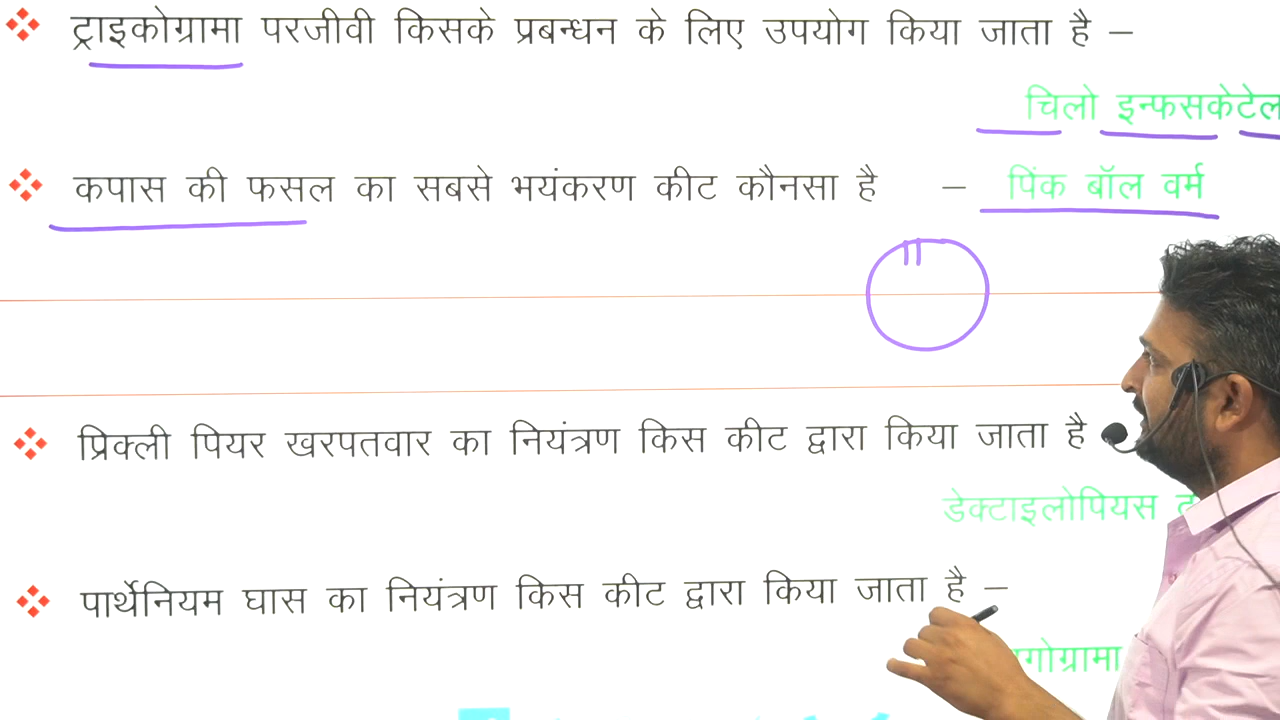 ट्राइकोग्रामा परजीवी किसके प्रबन्धन के लिए उपयोग किया जाता है –
चिलो इन्फसकेटेल
कपास की फसल का सबसे भयंकरण कीट कौनसा है – पिंक बॉल वर्म
प्रिक्ली पियर खरपतवार का नियंत्रण किस कीट द्वारा किया जाता है
डेक्टाइलोपियस
पार्थेनियम घास का नियंत्रण किस कीट द्वारा किया जाता है –
गोग्रामा